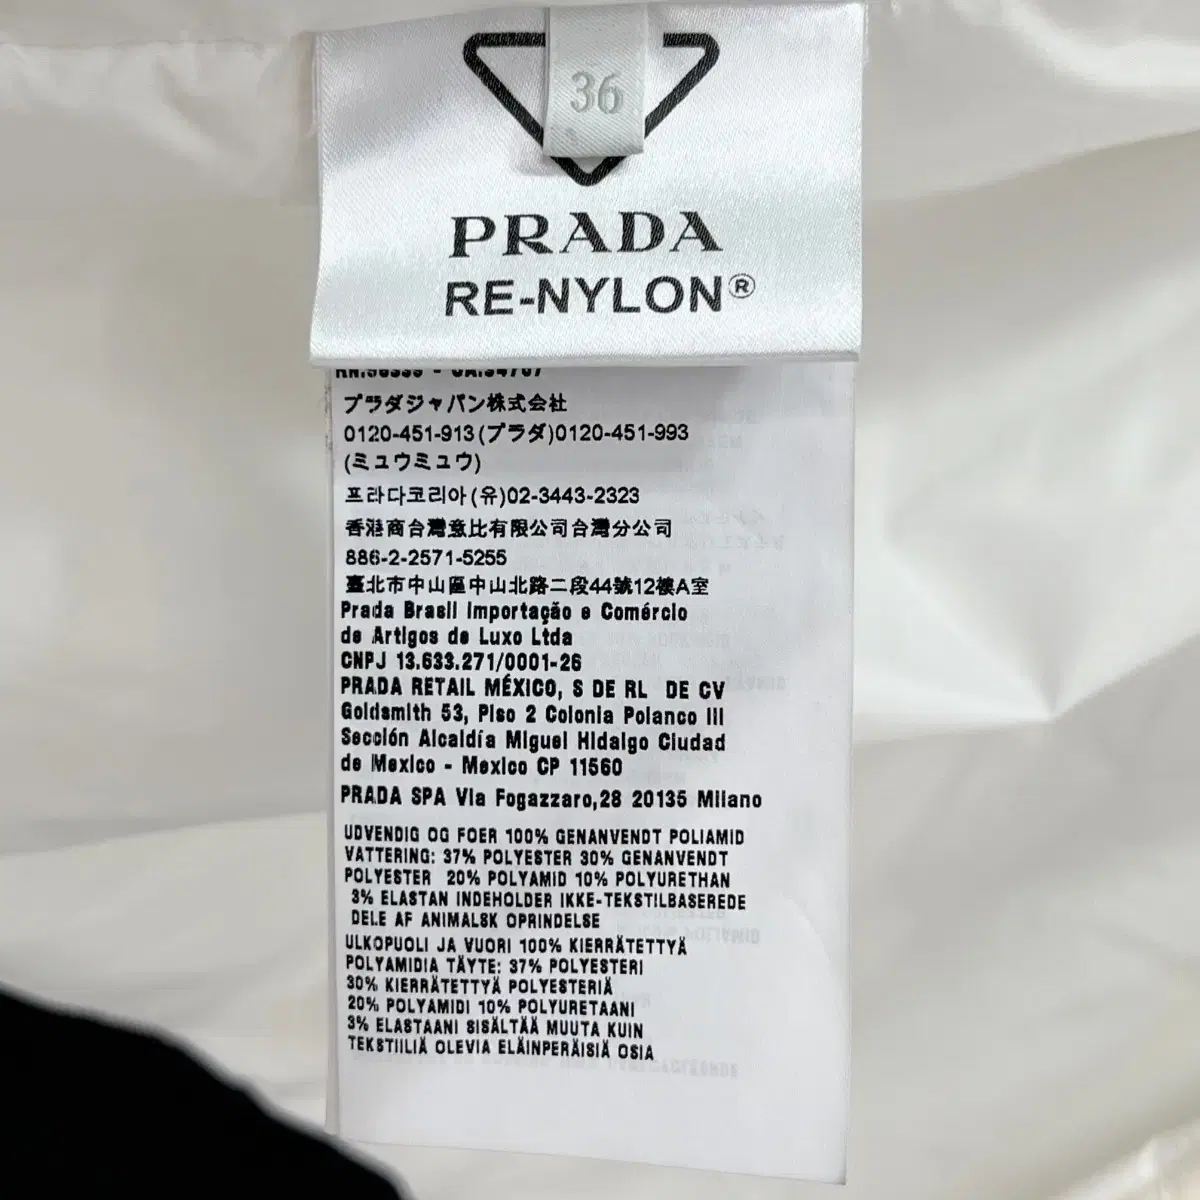 36
PRADA
RE-NYLON®
RN.56339 - CA.34707
プラダジャパン株式会社
0120-451-913(プラダ)0120-451-993
(ミュウミュウ)
프라다코리아(유)02-3443-2323
香港商台灣意比有限公司台灣分公司
886-2-2571-5255
臺北市中山區中山北路二段44號12樓A室
Prada Brasil Importação e Comércio
de Artigos de Luxo Ltda
CNPJ 13.633.271/0001-26
PRADA RETAIL MÉXICO, S DE RL DE CV
Goldsmith 53, Piso 2 Colonia Polanco III
Sección Alcaldía Miguel Hidalgo Ciudad
de Mexico - Mexico CP 11560
PRADA SPA Via Fogazzaro,28 20135 Milano
UDVENDIG OG FOER 100% GENANVENDT POLIAMID
VATTERING: 37% POLYESTER 30% GENANVENDT
POLYESTER 20% POLYAMID 10% POLYURETHAN
3% ELASTAN INDEHOLDER IKKE-TEKSTILBASEREDE
DELE AF ANIMALSK OPRINDELSE
ULKOPUOLI JA VUORI 100% KIERRÄTETTYÄ
POLYAMIDIA TÄYTE: 37% POLYESTERI
30% KIERRÄTETTYÄ POLYESTERIÄ
20% POLYAMIDI 10% POLYURETAANI
3% ELASTAANI SISÄLTÄÄ MUUTA KUIN
TEKSTIILIÄ OLEVIA ELÄINPERÄISIÄ OSIA